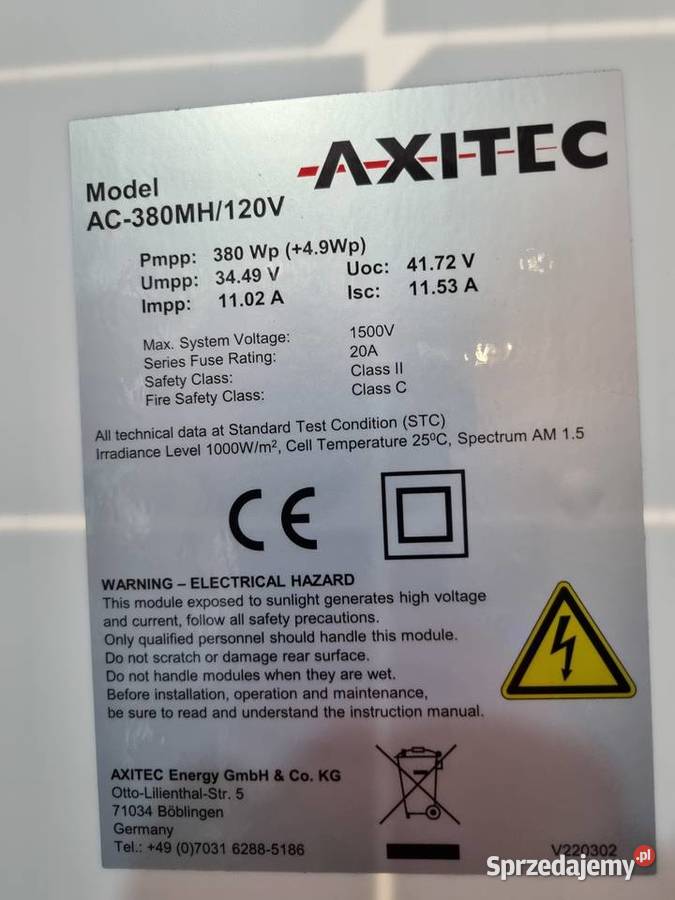 AXITEC
Model
AC-380MH/120V
Pmpp: 380 Wp (+4.9Wp)
Umpp: 34.49 V Uoc: 41.72 V
Impp: 11.02 A Isc: 11.53 A
Max. System Voltage: 1500V
Series Fuse Rating: 20A
Safety Class: Class II
Fire Safety Class: Class C
All technical data at Standard Test Condition (STC)
Irradiance Level 1000W/m², Cell Temperature 25⁰C, Spectrum AM 1.5
CE
WARNING – ELECTRICAL HAZARD
This module exposed to sunlight generates high voltage
and current, follow all safety precautions.
Only qualified personnel should handle this module.
Do not scratch or damage rear surface.
Do not handle modules when they are wet.
Before installation, operation and maintenance,
be sure to read and understand the instruction manual.
AXITEC Energy GmbH & Co. KG
Otto-Lilienthal-Str. 5
71034 Böblingen
Germany
Tel.: +49 (0)7031 6288-5186
V220302
Sprzedajemy.pl